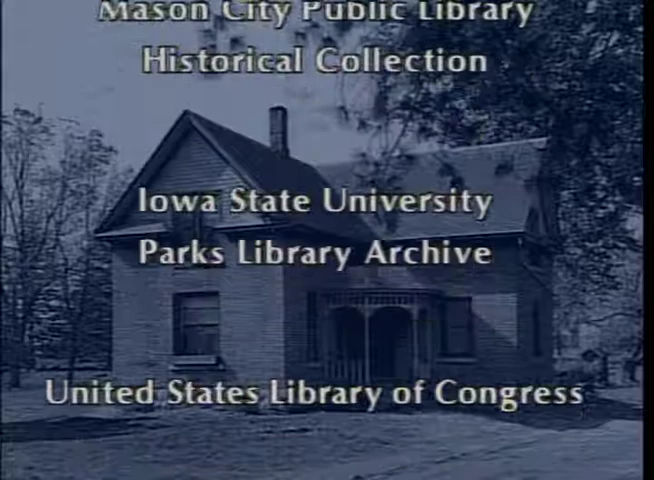 Mason City Public Library
Historical Collection
Iowa State University
Parks Library Archive
United States Library of Congress